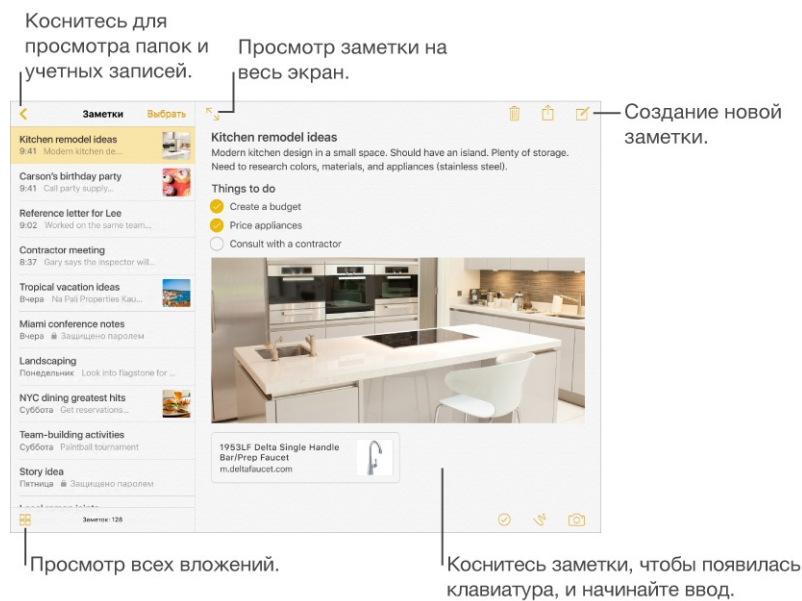 Коснитесь для
просмотра папок и
учетных записей.
Просмотр заметки на
весь экран.
Создание новой
заметки.
Заметки
Выбрать
Kitchen remodel ideas
9:41 Modern kitchen de...
Carson's birthday party
9:41 Call party supply...
Reference letter for Lee
9:02 Worked on the same team...
Contractor meeting
8:37 Gary says the inspector will...
Tropical vacation ideas
Вчера Na Pali Properties Kau...
Miami conference notes
Вчера Защищено паролем
Landscaping
Понедельник Look into flagstone for ...
NYC dining greatest hits
Суббота Get reservations...
Team-building activities
Суббота Paintball tournament
Story idea
Пятница Защищено паролем
Заметок: 128
Kitchen remodel ideas
Modern kitchen design in a small space. Should have an island. Plenty of storage.
Need to research colors, materials, and appliances (stainless steel).
Things to do
Create a budget
Price appliances
Consult with a contractor
1953LF Delta Single Handle
Bar/Prep Faucet
m.deltafaucet.com
Просмотр всех вложений.
Коснитесь заметки, чтобы появилась
клавиатура, и начинайте ввод.